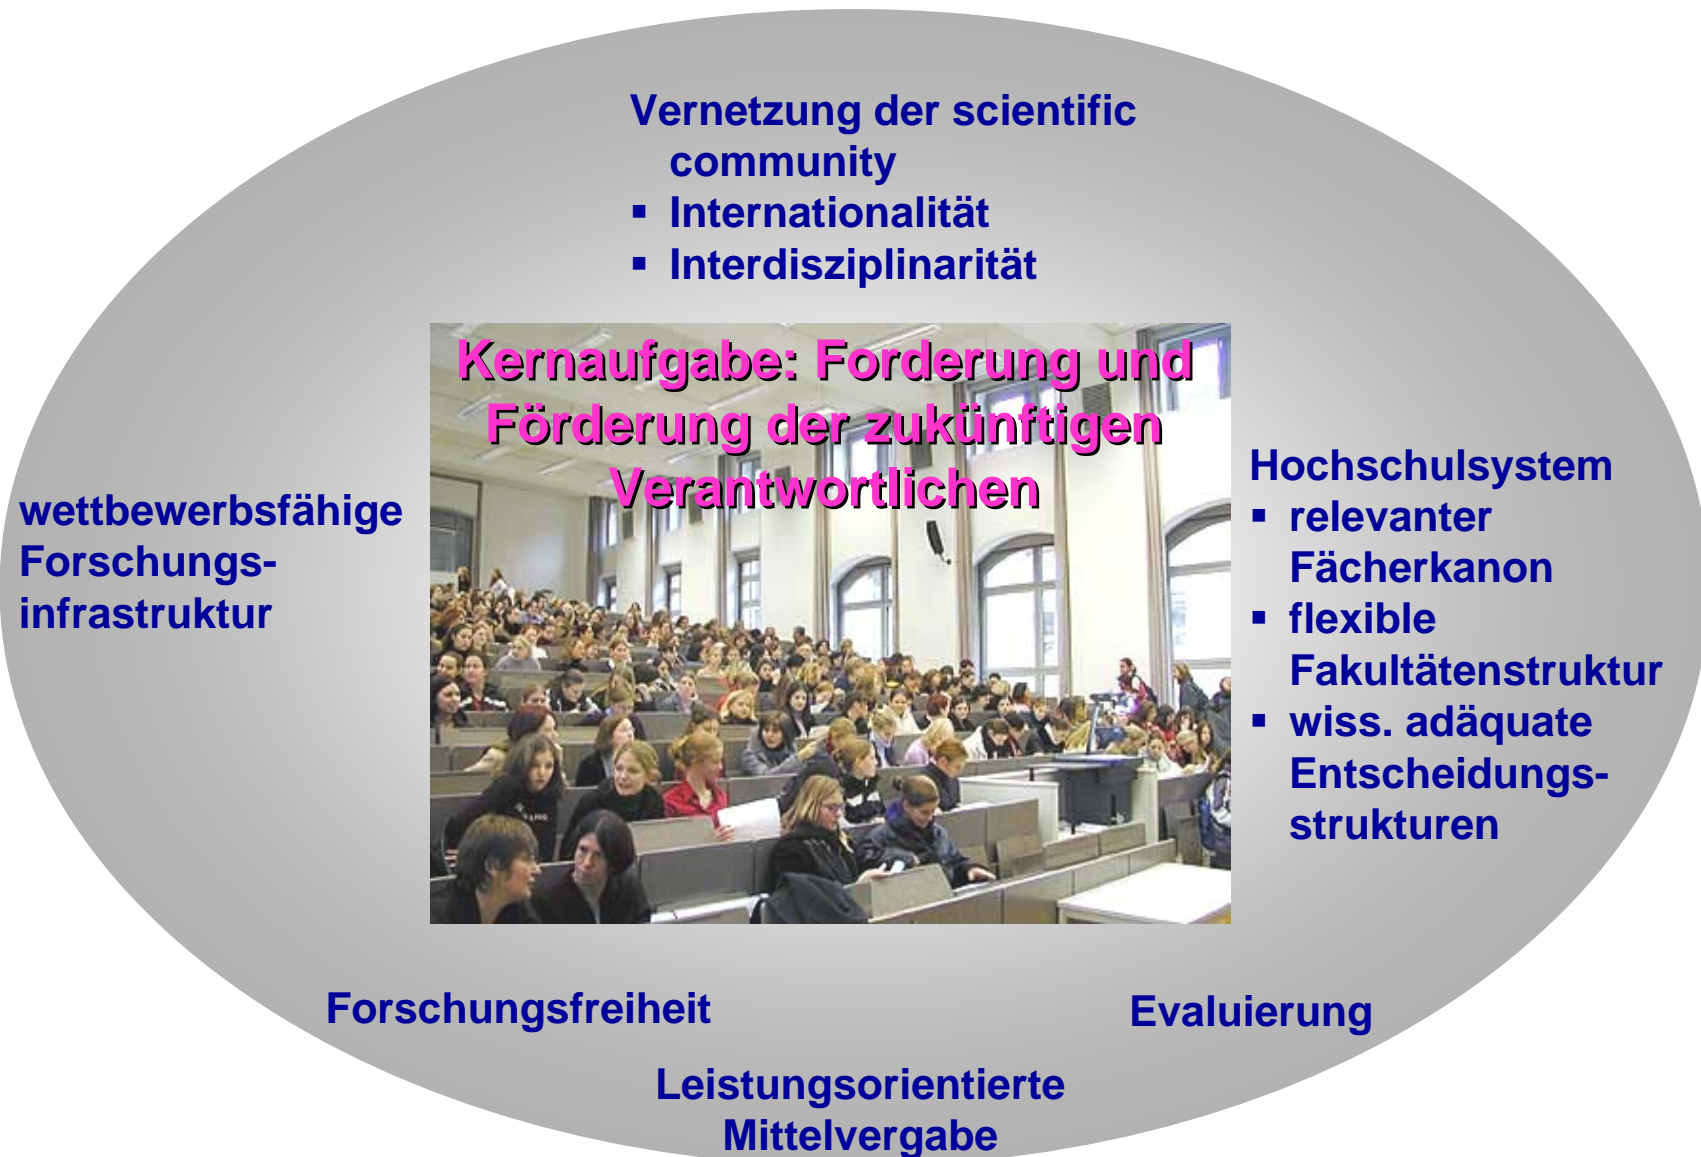 Vernetzung der scientific
community
▪ Internationalität
▪ Interdisziplinarität
Kernaufgabe: Forderung und
Förderung der zukünftigen
Verantwortlichen
wettbewerbsfähige
Forschungs-
infrastruktur
Hochschulsystem
▪ relevanter
Fächerkanon
▪ flexible
Fakultätenstruktur
▪ wiss. adäquate
Entscheidungs-
strukturen
Forschungsfreiheit
Evaluierung
Leistungsorientierte
Mittelvergabe